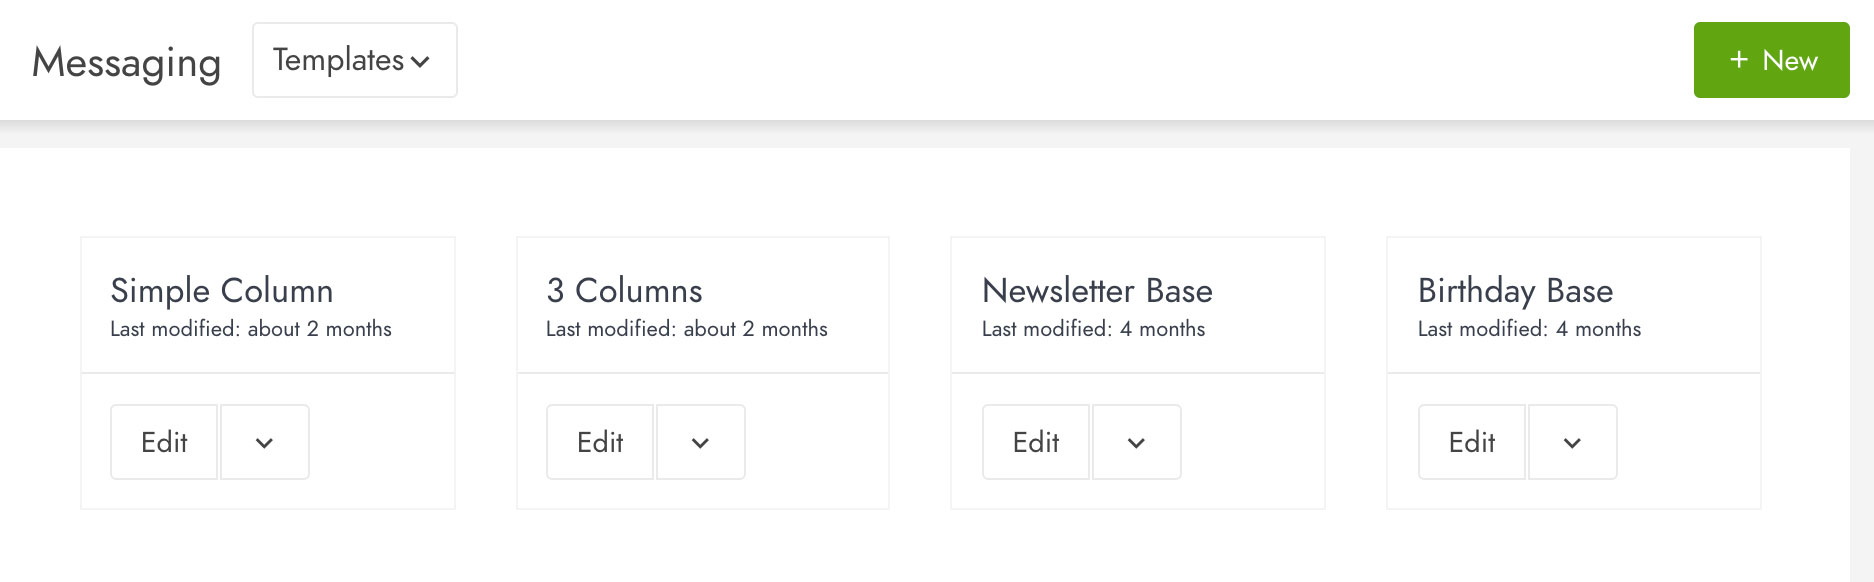 Messaging
Templates
+ New
Simple Column
Last modified: about 2 months
Edit
3 Columns
Last modified: about 2 months
Edit
Newsletter Base
Last modified: 4 months
Edit
Birthday Base
Last modified: 4 months
Edit